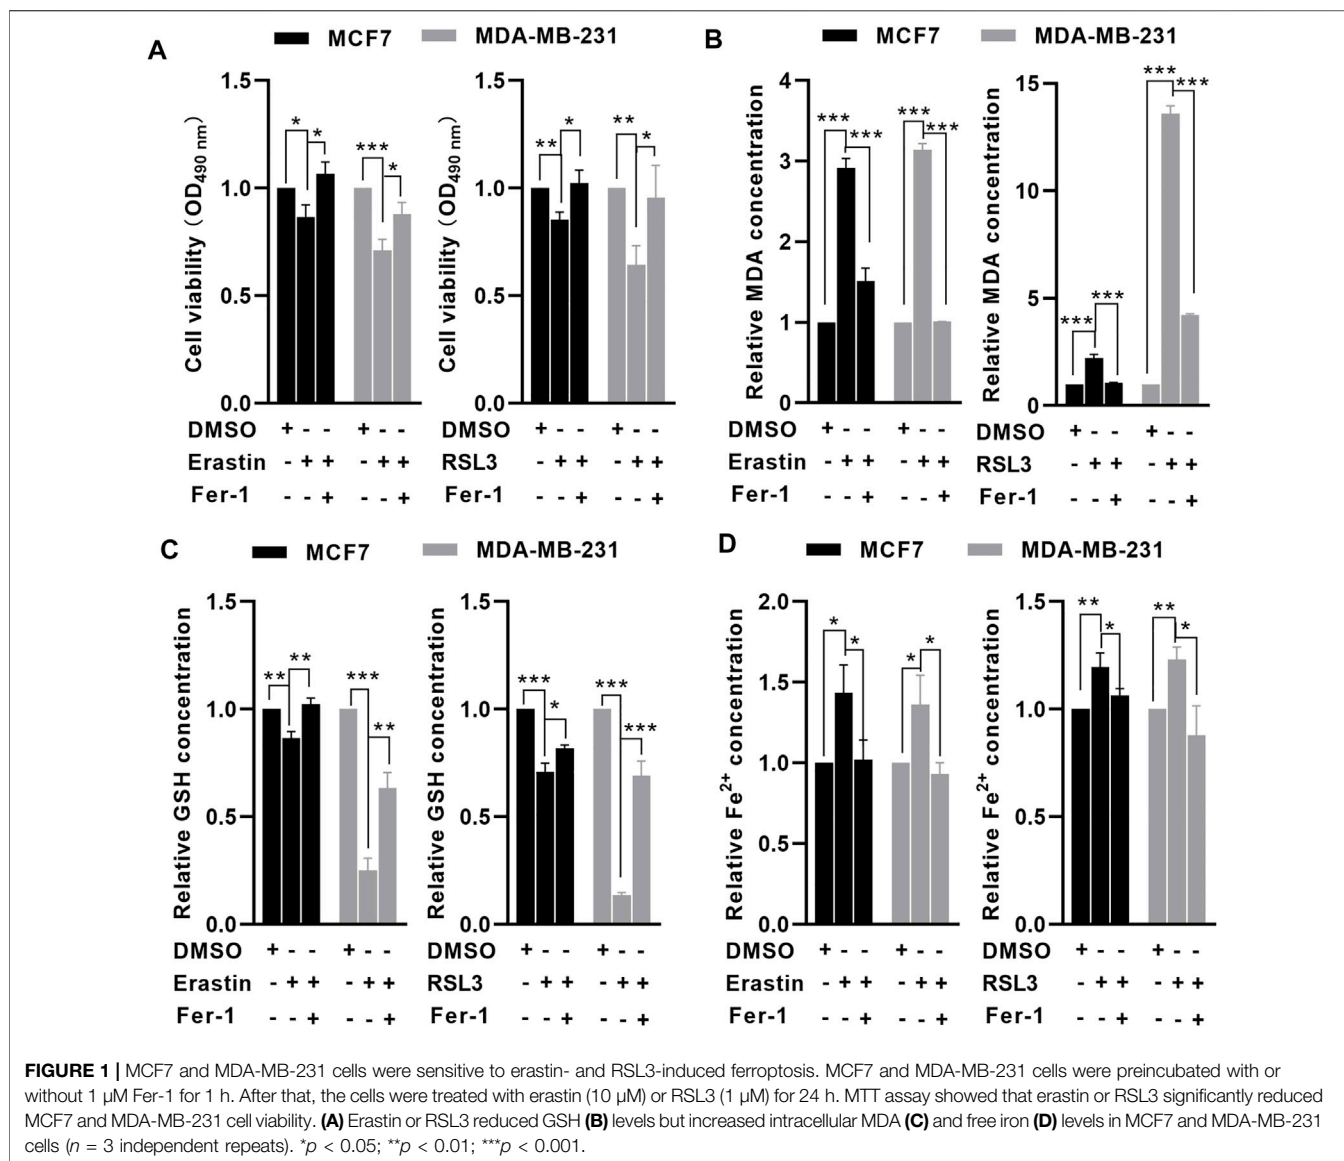 A
MCF7 MDA-MB-231
Cell viability (OD490 nm)
1.5
1.0
0.5
0.0
* * *** *
DMSO + - - + - -
Erastin - + + - + +
Fer-1 - - + - - +
Cell viability (OD490 nm)
1.5
1.0
0.5
0.0
** * ** *
+ - - + - -
RSL3 - + + - + +
Fer-1 - - + - - +
B
MCF7 MDA-MB-231
Relative MDA concentration
4
3
2
1
0
*** *** *** ***
DMSO + - - + - -
Erastin - + + - + +
Fer-1 - - + - - +
Relative MDA concentration
15
10
5
0
*** *** *** ***
DMSO + - - + - -
RSL3 - + + - + +
Fer-1 - - + - - +
C
MCF7 MDA-MB-231
Relative GSH concentration
1.5
1.0
0.5
0.0
** ** *** **
DMSO + - - + - -
Erastin - + + - + +
Fer-1 - - + - - +
Relative GSH concentration
1.5
1.0
0.5
0.0
*** * *** ***
+ - - + - -
RSL3 - + + - + +
Fer-1 - - + - - +
D
MCF7 MDA-MB-231
Relative Fe2+ concentration
2.0
1.5
1.0
0.5
0.0
* * * *
DMSO + - - + - -
Erastin - + + - + +
Fer-1 - - + - - +
Relative Fe2+ concentration
1.5
1.0
0.5
0.0
** * ** *
DMSO + - - + - -
RSL3 - + + - + +
Fer-1 - - + - - +
FIGURE 1 | MCF7 and MDA-MB-231 cells were sensitive to erastin- and RSL3-induced ferroptosis. MCF7 and MDA-MB-231 cells were preincubated with or
without 1 μM Fer-1 for 1 h. After that, the cells were treated with erastin (10 μM) or RSL3 (1 μM) for 24 h. MTT assay showed that erastin or RSL3 significantly reduced
MCF7 and MDA-MB-231 cell viability. (A) Erastin or RSL3 reduced GSH (B) levels but increased intracellular MDA (C) and free iron (D) levels in MCF7 and MDA-MB-231
cells (n = 3 independent repeats). *p < 0.05; **p < 0.01; ***p < 0.001.